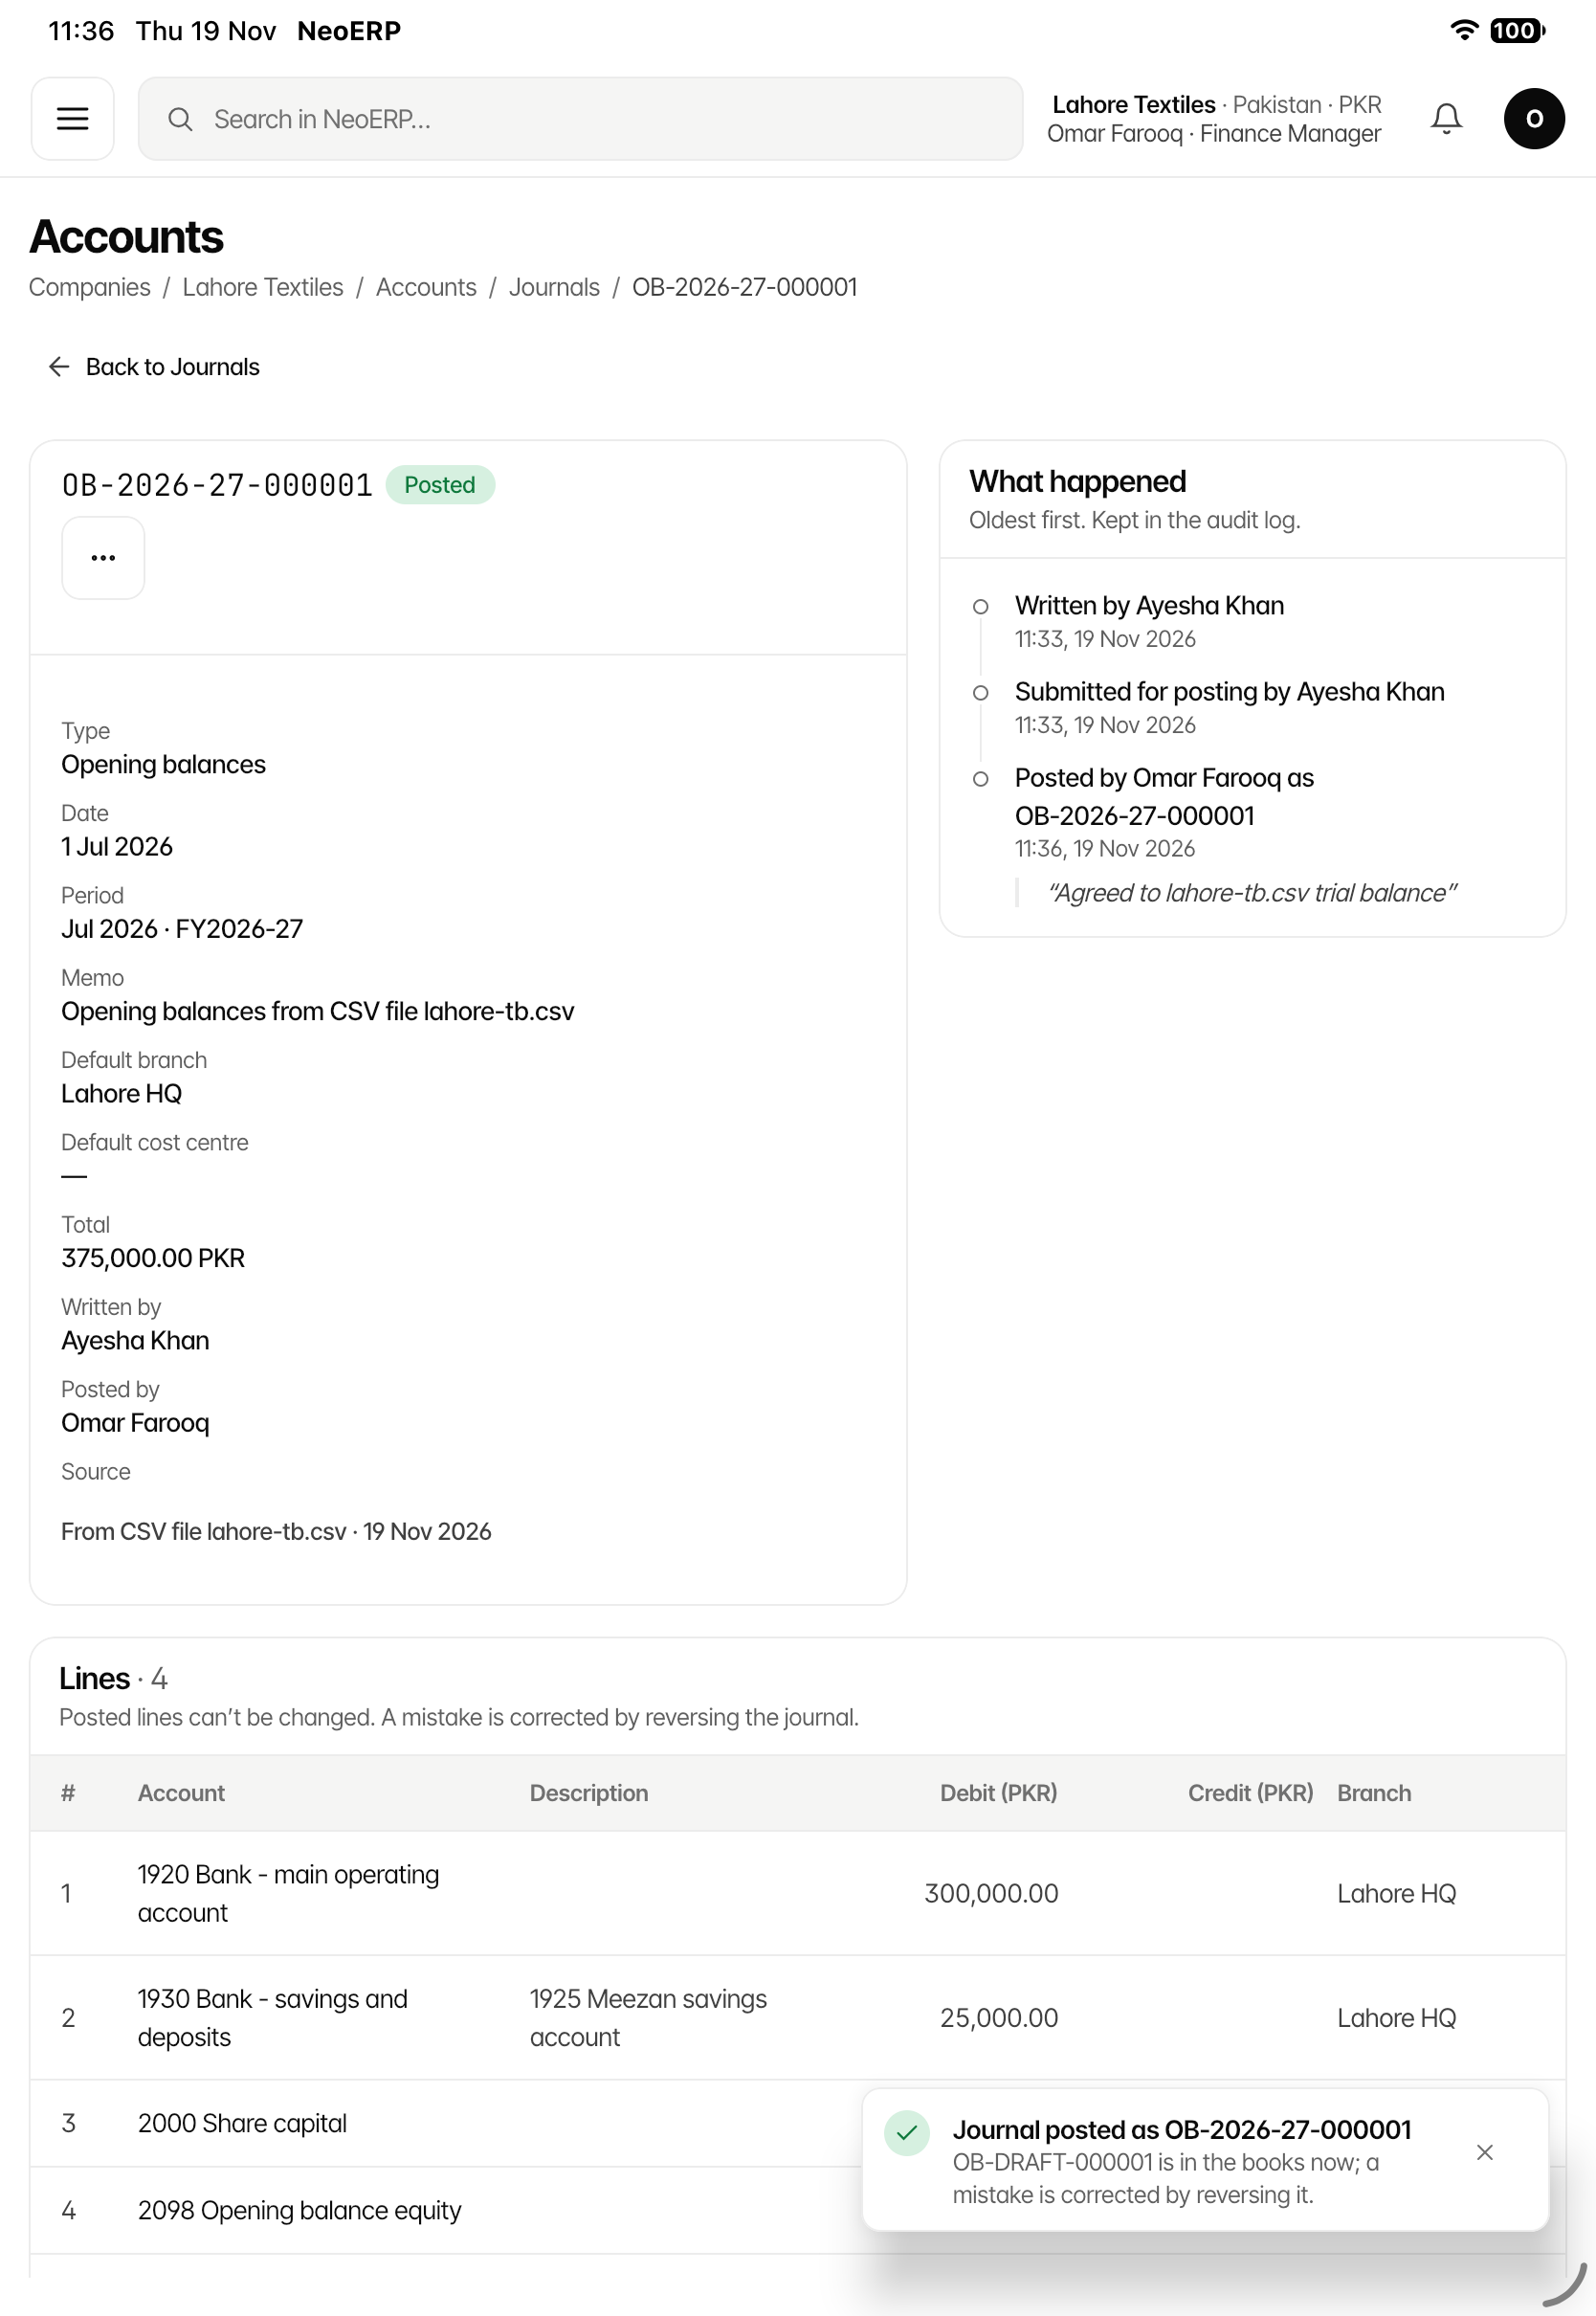 11:36 Thu 19 Nov NeoERP
100
Search in NeoERP...
Lahore Textiles · Pakistan · PKR
Omar Farooq · Finance Manager
O
Accounts
Companies / Lahore Textiles / Accounts / Journals / OB-2026-27-000001
Back to Journals
OB-2026-27-000001 Posted
Type
Opening balances
Date
1 Jul 2026
Period
Jul 2026 · FY2026-27
Memo
Opening balances from CSV file lahore-tb.csv
Default branch
Lahore HQ
Default cost centre
—
Total
375,000.00 PKR
Written by
Ayesha Khan
Posted by
Omar Farooq
Source
From CSV file lahore-tb.csv · 19 Nov 2026
What happened
Oldest first. Kept in the audit log.
Written by Ayesha Khan
11:33, 19 Nov 2026
Submitted for posting by Ayesha Khan
11:33, 19 Nov 2026
Posted by Omar Farooq as
OB-2026-27-000001
11:36, 19 Nov 2026
“Agreed to lahore-tb.csv trial balance”
Lines · 4
Posted lines can’t be changed. A mistake is corrected by reversing the journal.
# Account Description Debit (PKR) Credit (PKR) Branch
1 1920 Bank - main operating account 300,000.00 Lahore HQ
2 1930 Bank - savings and deposits 1925 Meezan savings account 25,000.00 Lahore HQ
3 2000 Share capital
4 2098 Opening balance equity
Journal posted as OB-2026-27-000001
OB-DRAFT-000001 is in the books now; a
mistake is corrected by reversing it.